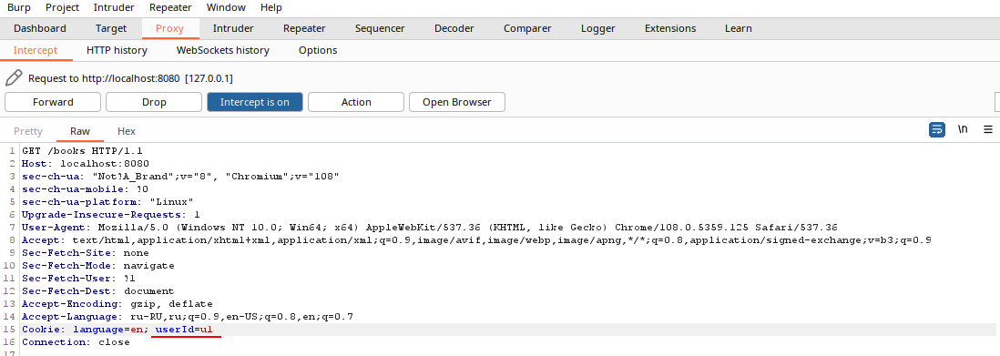 Burp Project Intruder Repeater Window Help
Dashboard Target Proxy Intruder Repeater Sequencer Decoder Comparer Logger Extensions Learn
Intercept HTTP history WebSockets history Options
Request to http://localhost:8080 [127.0.0.1]
Forward Drop Intercept is on Action Open Browser
Pretty Raw Hex \n
1 GET /books HTTP/1.1
2 Host: localhost:8080
3 sec-ch-ua: "Not?A_Brand";v="8", "Chromium";v="108"
4 sec-ch-ua-mobile: ?0
5 sec-ch-ua-platform: "Linux"
6 Upgrade-Insecure-Requests: 1
7 User-Agent: Mozilla/5.0 (Windows NT 10.0; Win64; x64) AppleWebKit/537.36 (KHTML, like Gecko) Chrome/108.0.5359.125 Safari/537.36
8 Accept: text/html,application/xhtml+xml,application/xml;q=0.9,image/avif,image/webp,image/apng,*/*;q=0.8,application/signed-exchange;v=b3;q=0.9
9 Sec-Fetch-Site: none
10 Sec-Fetch-Mode: navigate
11 Sec-Fetch-User: ?1
12 Sec-Fetch-Dest: document
13 Accept-Encoding: gzip, deflate
14 Accept-Language: ru-RU,ru;q=0.9,en-US;q=0.8,en;q=0.7
15 Cookie: language=en; userId=u1
16 Connection: close
17